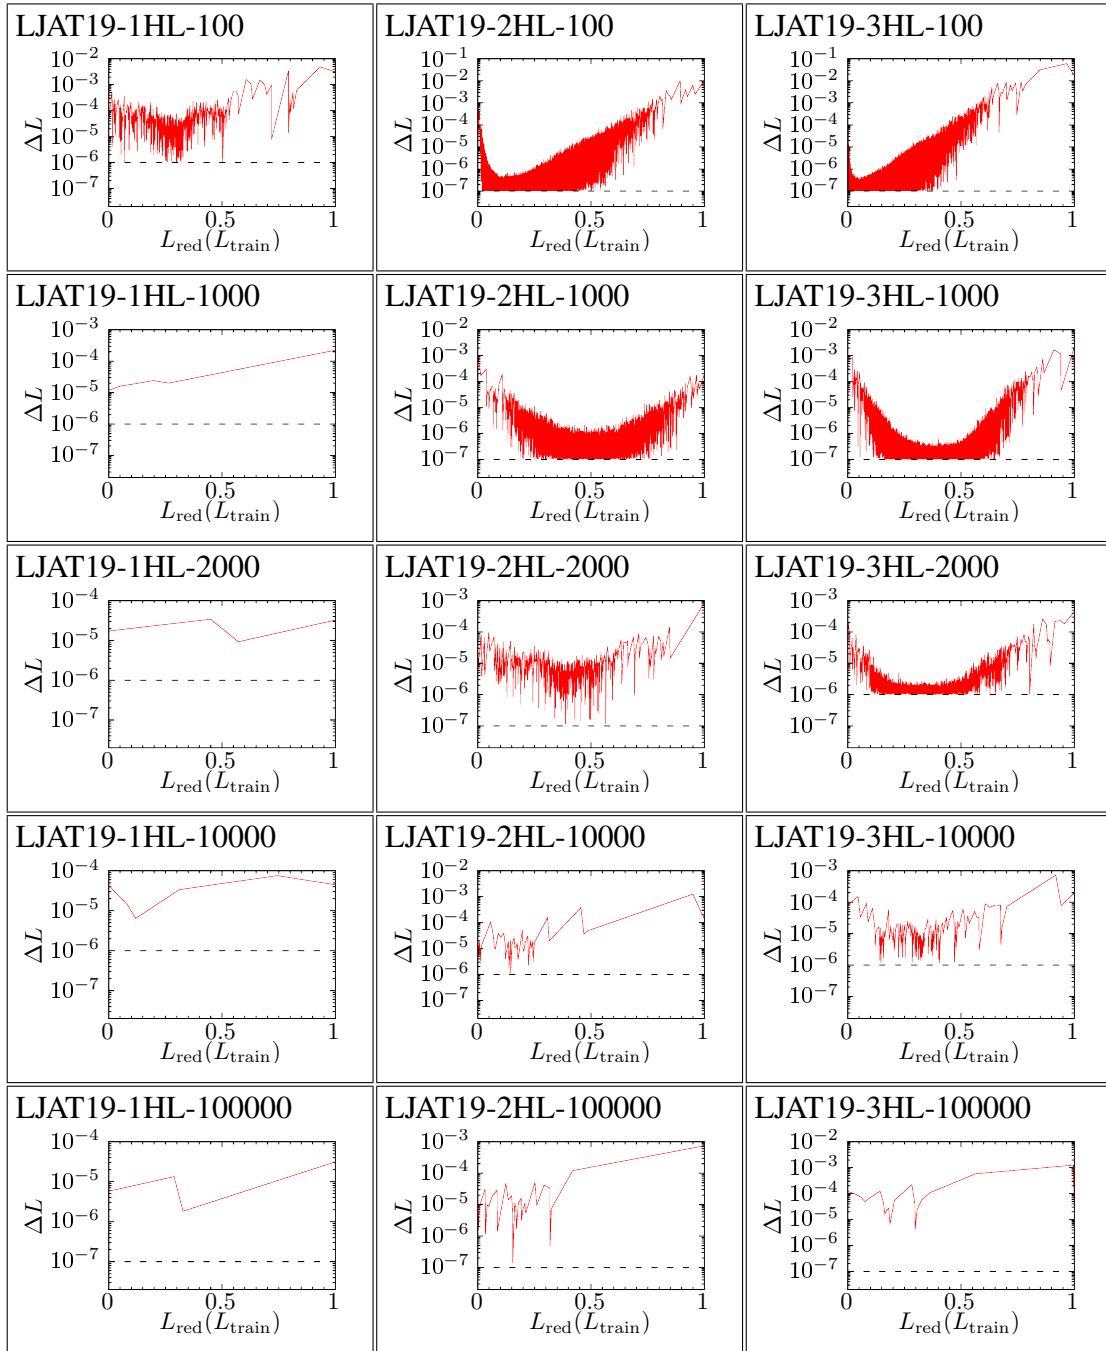 LJAT19-1HL-100
10⁻²
10⁻³
10⁻⁴
10⁻⁵
10⁻⁶
10⁻⁷
ΔL
0 0.5 1
L_red(L_train)
LJAT19-2HL-100
10⁻¹
10⁻²
10⁻³
10⁻⁴
10⁻⁵
10⁻⁶
10⁻⁷
ΔL
0 0.5 1
L_red(L_train)
LJAT19-3HL-100
10⁻¹
10⁻²
10⁻³
10⁻⁴
10⁻⁵
10⁻⁶
10⁻⁷
ΔL
0 0.5 1
L_red(L_train)
LJAT19-1HL-1000
10⁻³
10⁻⁴
10⁻⁵
10⁻⁶
10⁻⁷
ΔL
0 0.5 1
L_red(L_train)
LJAT19-2HL-1000
10⁻²
10⁻³
10⁻⁴
10⁻⁵
10⁻⁶
10⁻⁷
ΔL
0 0.5 1
L_red(L_train)
LJAT19-3HL-1000
10⁻²
10⁻³
10⁻⁴
10⁻⁵
10⁻⁶
10⁻⁷
ΔL
0 0.5 1
L_red(L_train)
LJAT19-1HL-2000
10⁻⁴
10⁻⁵
10⁻⁶
10⁻⁷
ΔL
0 0.5 1
L_red(L_train)
LJAT19-2HL-2000
10⁻³
10⁻⁴
10⁻⁵
10⁻⁶
10⁻⁷
ΔL
0 0.5 1
L_red(L_train)
LJAT19-3HL-2000
10⁻³
10⁻⁴
10⁻⁵
10⁻⁶
10⁻⁷
ΔL
0 0.5 1
L_red(L_train)
LJAT19-1HL-10000
10⁻⁴
10⁻⁵
10⁻⁶
10⁻⁷
ΔL
0 0.5 1
L_red(L_train)
LJAT19-2HL-10000
10⁻²
10⁻³
10⁻⁴
10⁻⁵
10⁻⁶
10⁻⁷
ΔL
0 0.5 1
L_red(L_train)
LJAT19-3HL-10000
10⁻³
10⁻⁴
10⁻⁵
10⁻⁶
10⁻⁷
ΔL
0 0.5 1
L_red(L_train)
LJAT19-1HL-100000
10⁻⁴
10⁻⁵
10⁻⁶
10⁻⁷
ΔL
0 0.5 1
L_red(L_train)
LJAT19-2HL-100000
10⁻³
10⁻⁴
10⁻⁵
10⁻⁶
10⁻⁷
ΔL
0 0.5 1
L_red(L_train)
LJAT19-3HL-100000
10⁻²
10⁻³
10⁻⁴
10⁻⁵
10⁻⁶
10⁻⁷
ΔL
0 0.5 1
L_red(L_train)